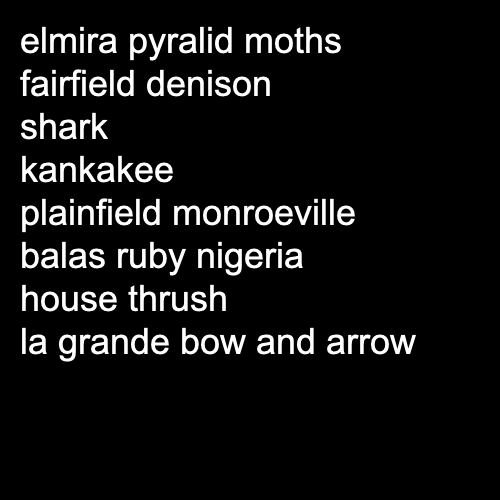 elmira pyralid moths
fairfield denison
shark
kankakee
plainfield monroeville
balas ruby nigeria
house thrush
la grande bow and arrow